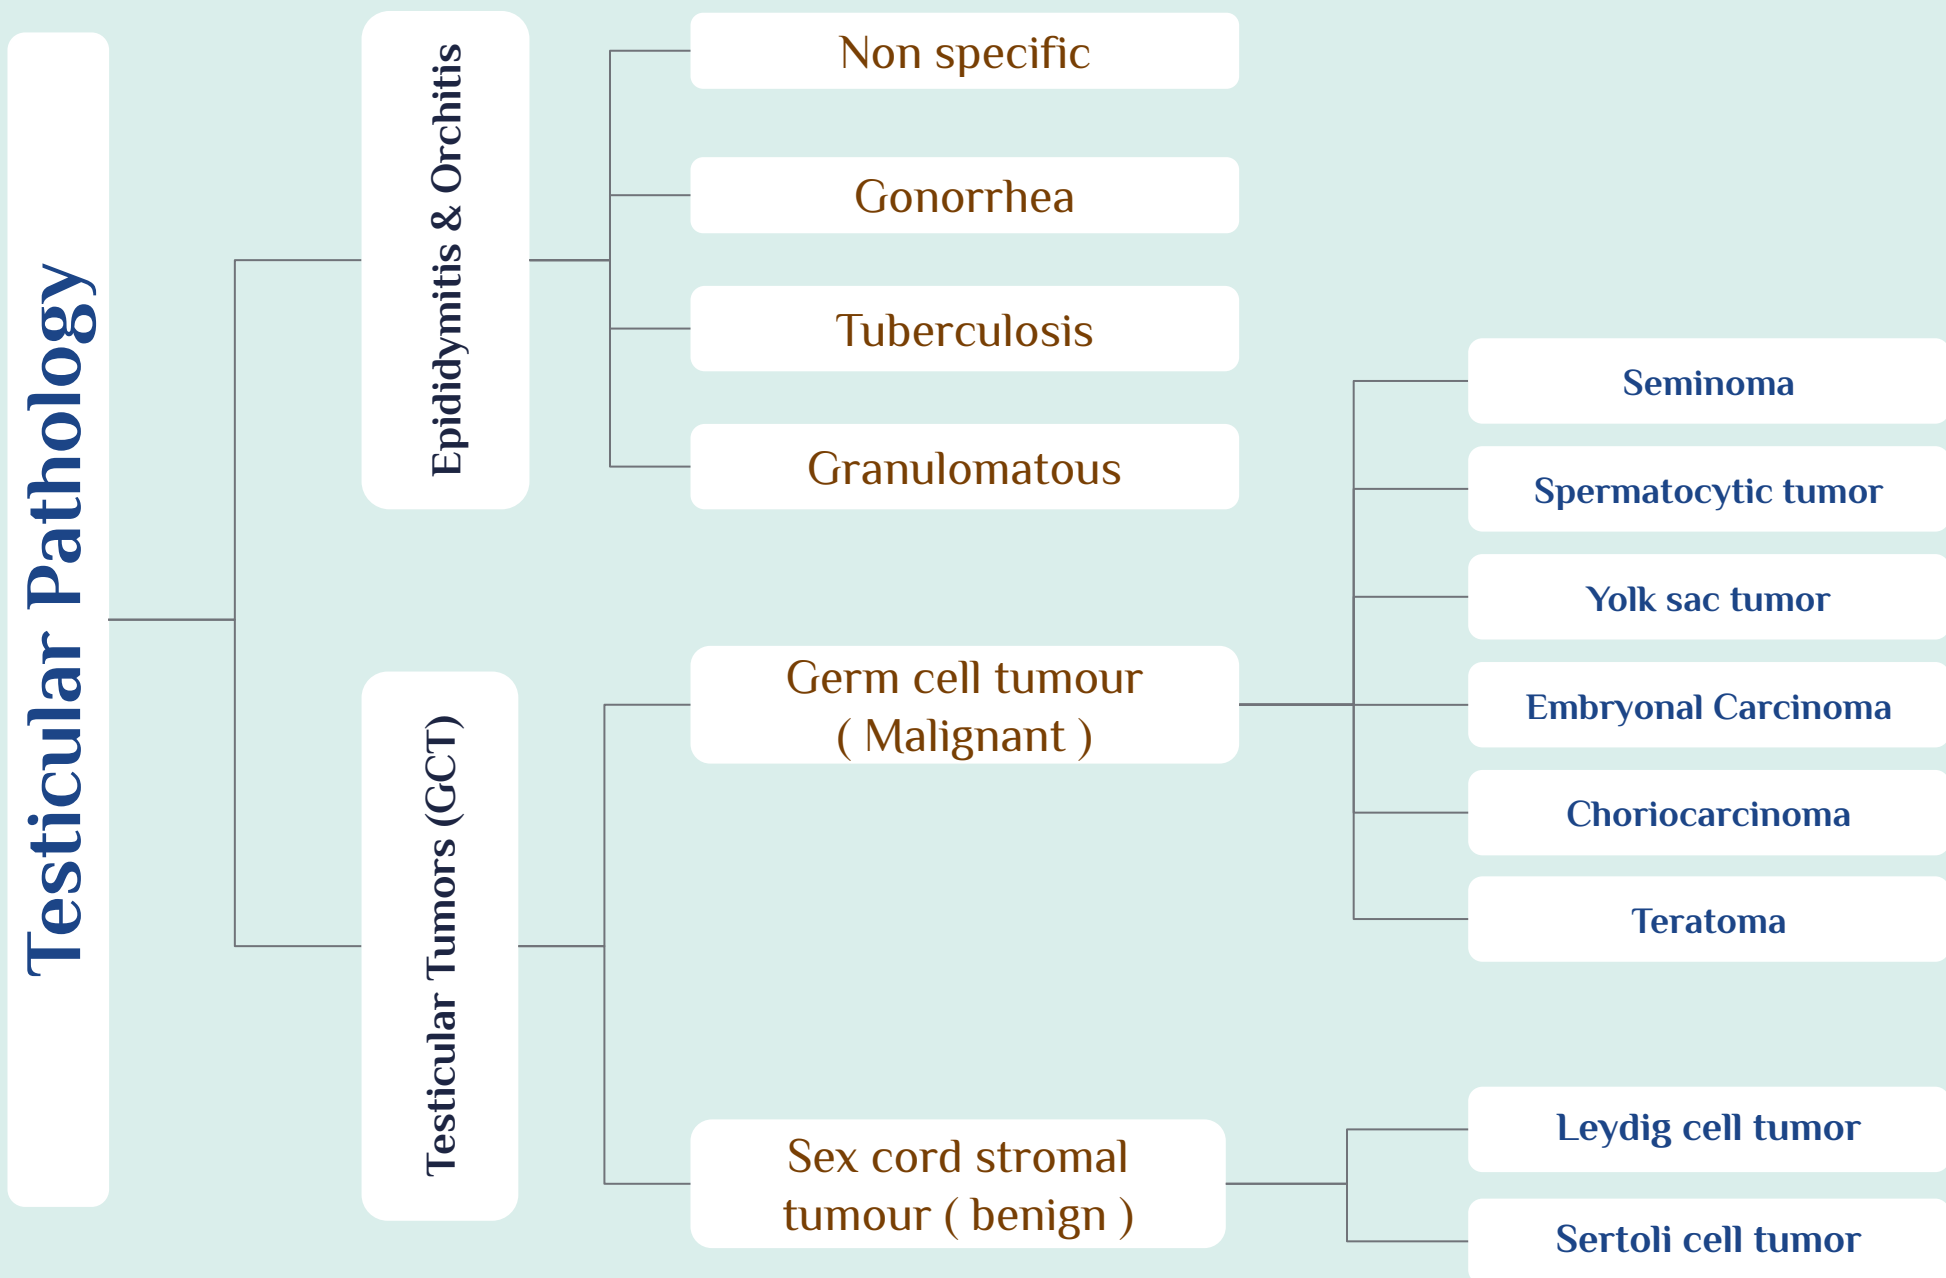 Testicular Pathology
Epididymitis & Orchitis
Non specific
Gonorrhea
Tuberculosis
Granulomatous
Testicular Tumors (GCT)
Germ cell tumour
( Malignant )
Seminoma
Spermatocytic tumor
Yolk sac tumor
Embryonal Carcinoma
Choriocarcinoma
Teratoma
Sex cord stromal
tumour ( benign )
Leydig cell tumor
Sertoli cell tumor